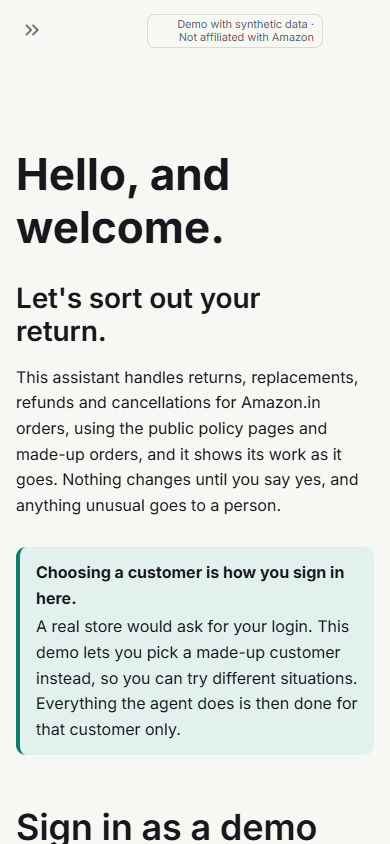 Demo with synthetic data ·
Not affiliated with Amazon
Hello, and
welcome.
Let's sort out your
return.
This assistant handles returns, replacements,
refunds and cancellations for Amazon.in
orders, using the public policy pages and
made-up orders, and it shows its work as it
goes. Nothing changes until you say yes, and
anything unusual goes to a person.
Choosing a customer is how you sign in
here.
A real store would ask for your login. This
demo lets you pick a made-up customer
instead, so you can try different situations.
Everything the agent does is then done for
that customer only.
Sign in as a demo